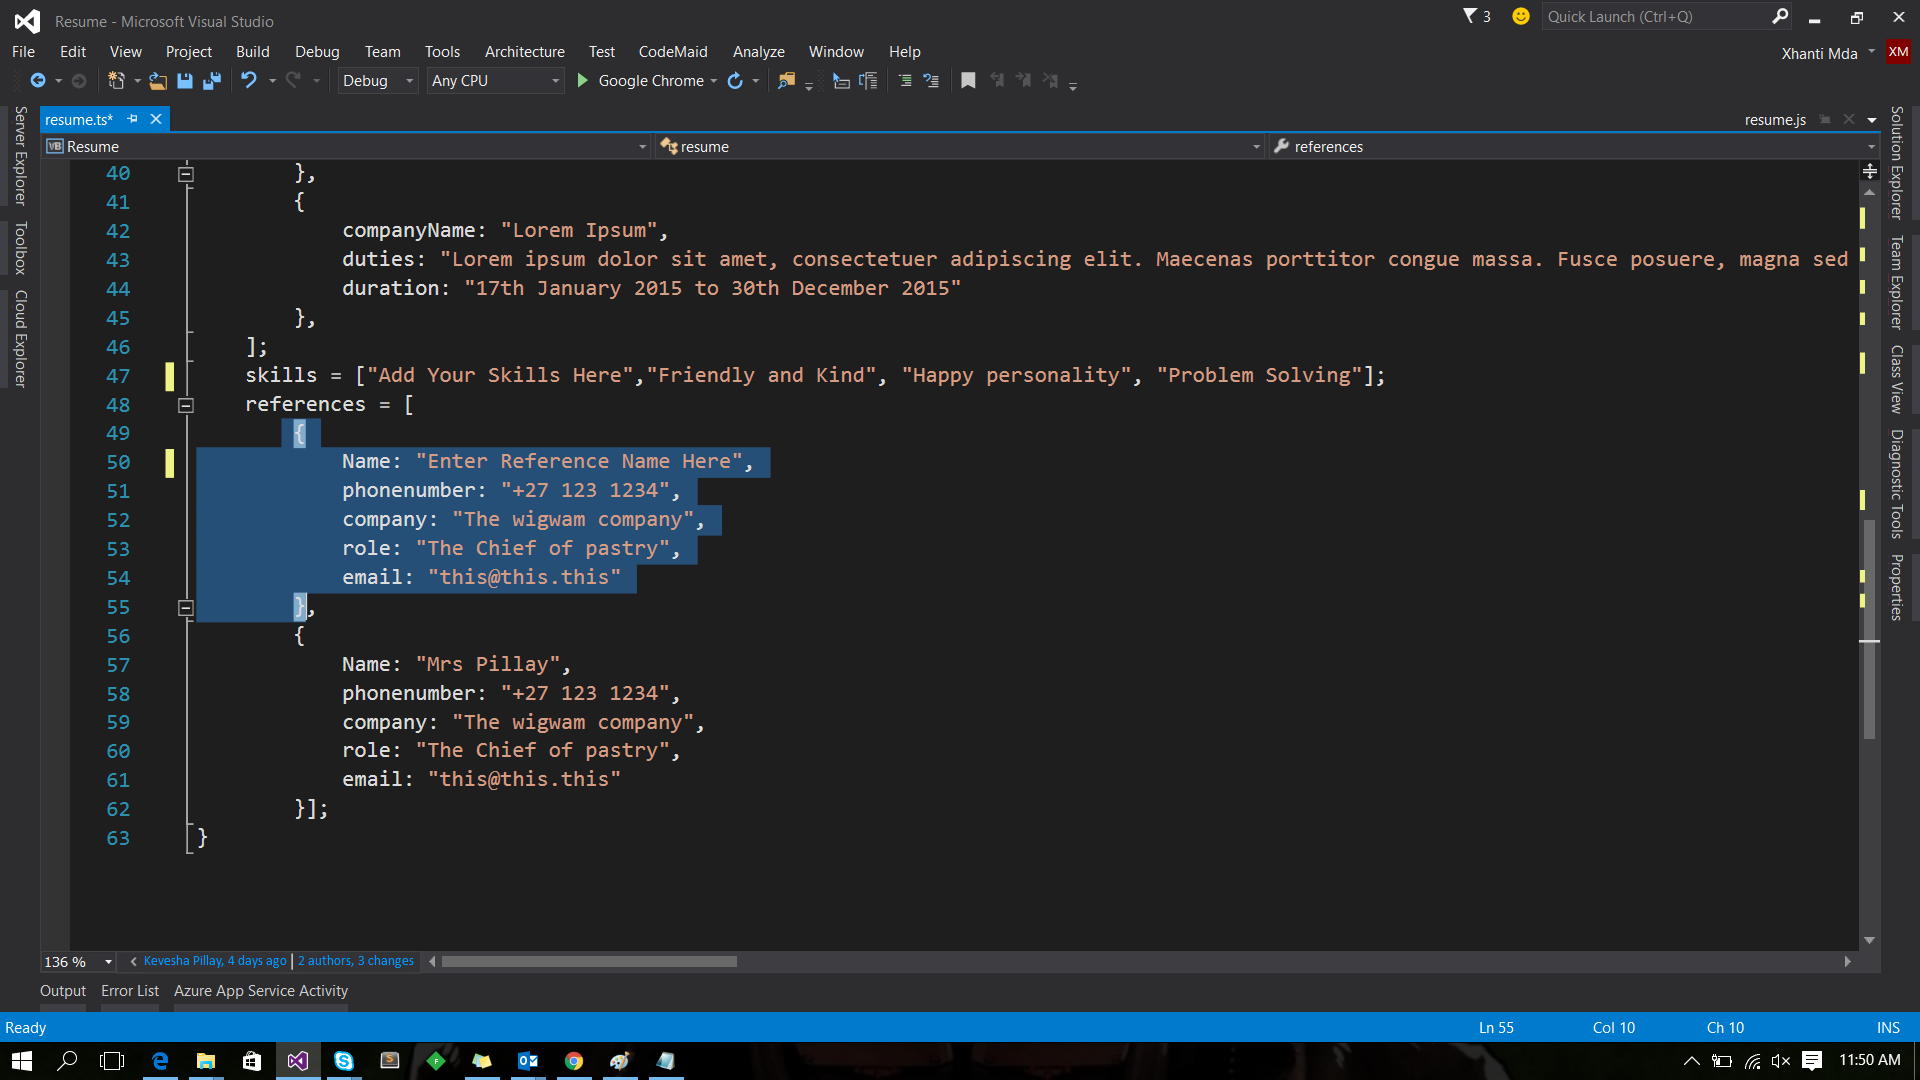 Resume - Microsoft Visual Studio
3
Quick Launch (Ctrl+Q)
File Edit View Project Build Debug Team Tools Architecture Test CodeMaid Analyze Window Help
Xhanti Mda XM
Debug Any CPU Google Chrome
resume.ts* resume.js
VB Resume resume references
Server Explorer
Toolbox
Cloud Explorer
40 },
41 {
42 companyName: "Lorem Ipsum",
43 duties: "Lorem ipsum dolor sit amet, consectetuer adipiscing elit. Maecenas porttitor congue massa. Fusce posuere, magna sed
44 duration: "17th January 2015 to 30th December 2015"
45 },
46 ];
47 skills = ["Add Your Skills Here","Friendly and Kind", "Happy personality", "Problem Solving"];
48 references = [
49 {
50 Name: "Enter Reference Name Here",
51 phonenumber: "+27 123 1234",
52 company: "The wigwam company",
53 role: "The Chief of pastry",
54 email: "this@this.this"
55 },
56 {
57 Name: "Mrs Pillay",
58 phonenumber: "+27 123 1234",
59 company: "The wigwam company",
60 role: "The Chief of pastry",
61 email: "this@this.this"
62 }];
63 }
Solution Explorer
Team Explorer
Class View
Diagnostic Tools
Properties
136 % Kevesha Pillay, 4 days ago | 2 authors, 3 changes
Output Error List Azure App Service Activity
Ready Ln 55 Col 10 Ch 10 INS
11:50 AM